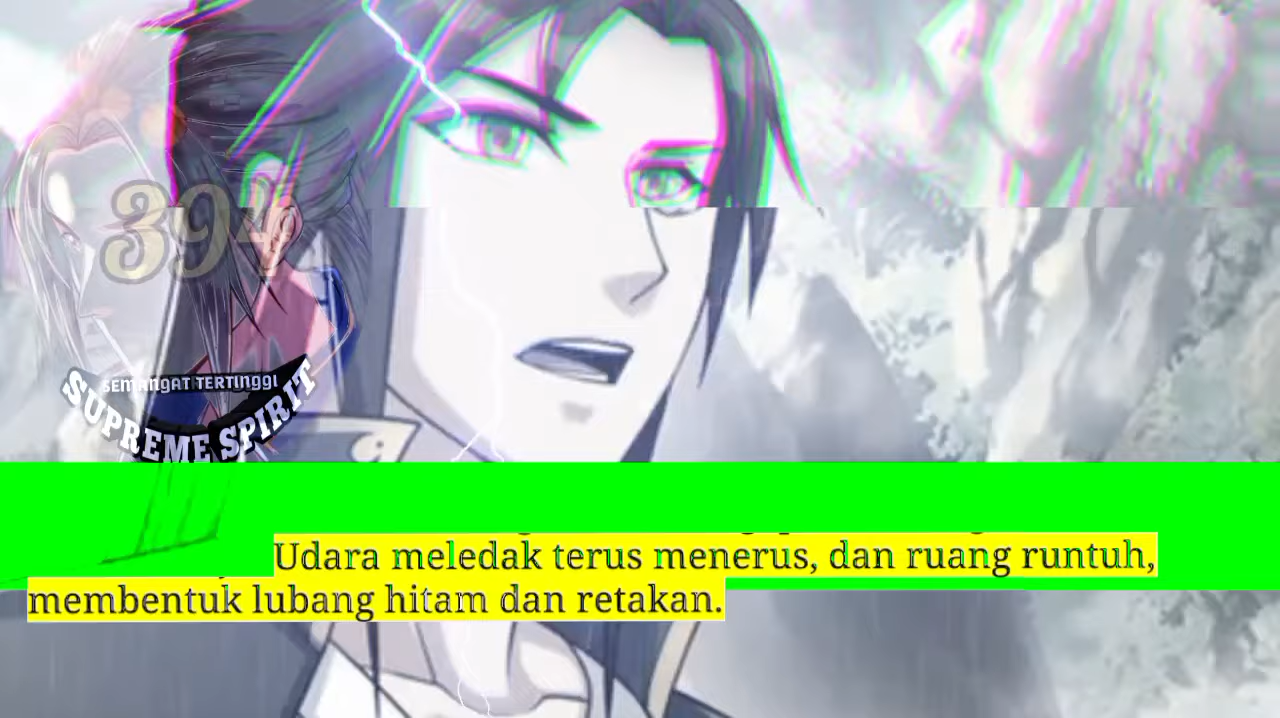 394
SEMANGAT TERTINGGI
SUPREME SPIRIT
Udara meledak terus menerus, dan ruang runtuh,
membentuk lubang hitam dan retakan.